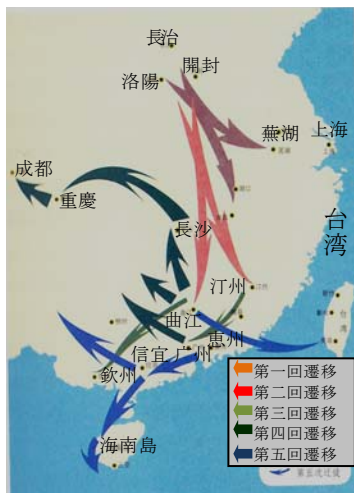 長治
開封
洛陽
蕪湖
上海
成都
重慶
長沙
台湾
汀州
曲江
惠州
信宜
广州
欽州
海南島
第一回遷移
第二回遷移
第三回遷移
第四回遷移
第五回遷移